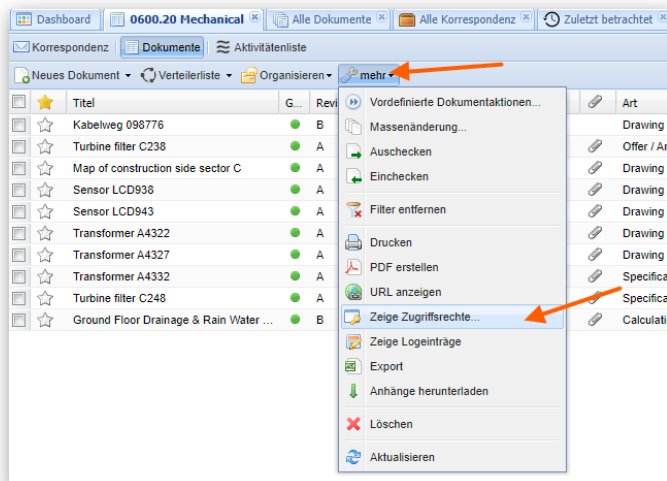 Dashboard 0600.20 Mechanical Alle Dokumente Alle Korrespondenz Zuletzt betrachtet
Korrespondenz Dokumente Aktivitätenliste
Neues Dokument Verteilerliste Organisieren mehr
Titel G... Revi Art
Kabelweg 098776 B Drawing
Turbine filter C238 A Offer / An
Map of construction side sector C A Drawing
Sensor LCD938 A Drawing
Sensor LCD943 A Drawing
Transformer A4322 A Drawing
Transformer A4327 A Drawing
Transformer A4332 A Specifica
Turbine filter C248 A Specifica
Ground Floor Drainage & Rain Water ... B Calculati
Vordefinierte Dokumentaktionen...
Massenänderung...
Auschecken
Einchecken
Filter entfernen
Drucken
PDF erstellen
URL anzeigen
Zeige Zugriffsrechte...
Zeige Logeinträge
Export
Anhänge herunterladen
Löschen
Aktualisieren